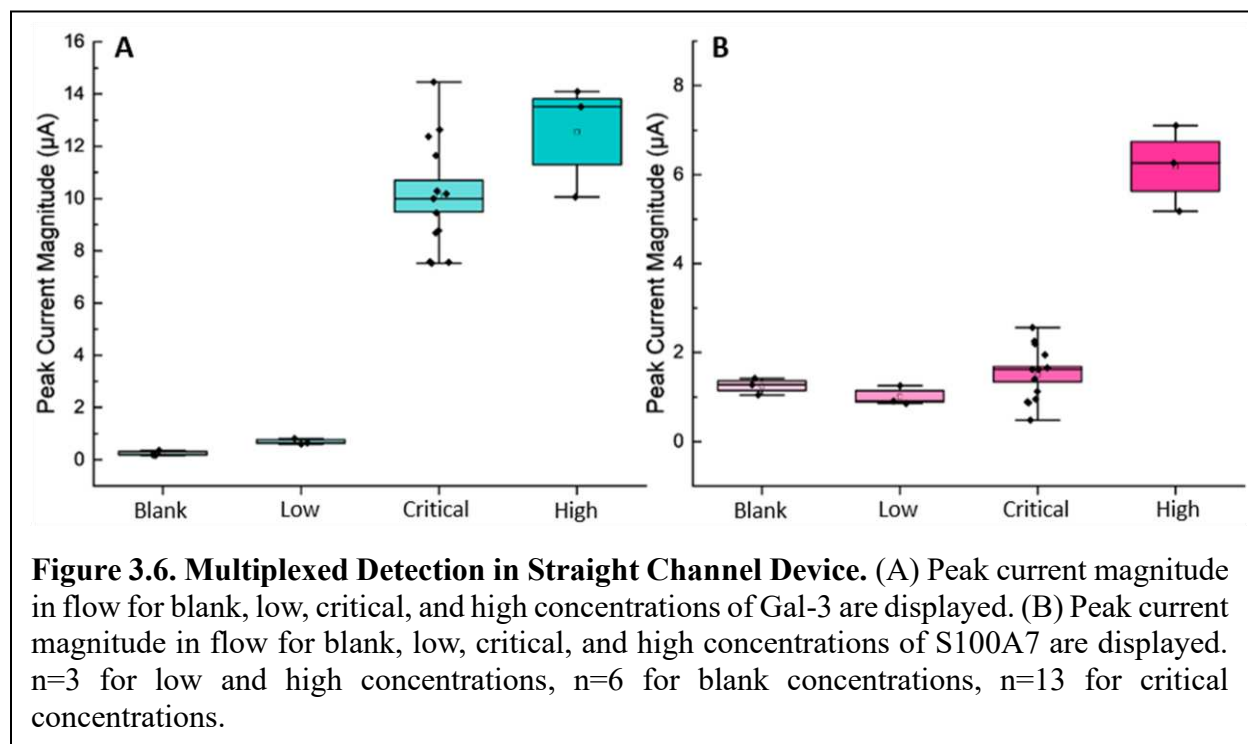 A
B
Peak Current Magnitude (µA)
16
14
12
10
8
6
4
2
0
Blank Low Critical High
Peak Current Magnitude (µA)
8
6
4
2
0
Blank Low Critical High
Figure 3.6. Multiplexed Detection in Straight Channel Device. (A) Peak current magnitude
in flow for blank, low, critical, and high concentrations of Gal-3 are displayed. (B) Peak current
magnitude in flow for blank, low, critical, and high concentrations of S100A7 are displayed.
n=3 for low and high concentrations, n=6 for blank concentrations, n=13 for critical
concentrations.